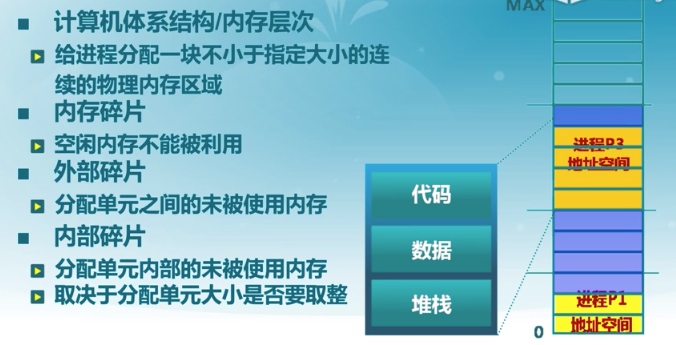 计算机体系结构/内存层次
给进程分配一块不小于指定大小的连
续的物理内存区域
内存碎片
空闲内存不能被利用
外部碎片
分配单元之间的未被使用内存
内部碎片
分配单元内部的未被使用内存
取决于分配单元大小是否要取整
代码
数据
堆栈
MAX
进程P3
地址空间
进程P1
地址空间
0